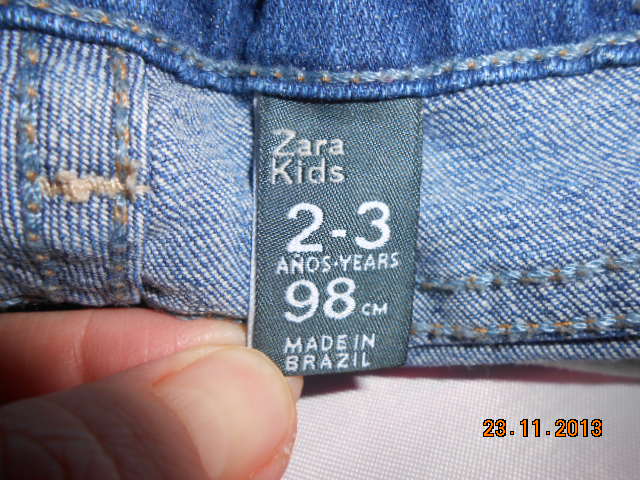 Zara
Kids
2-3
AÑOS-YEARS
98 CM
MADE IN
BRAZIL
23.11.2013